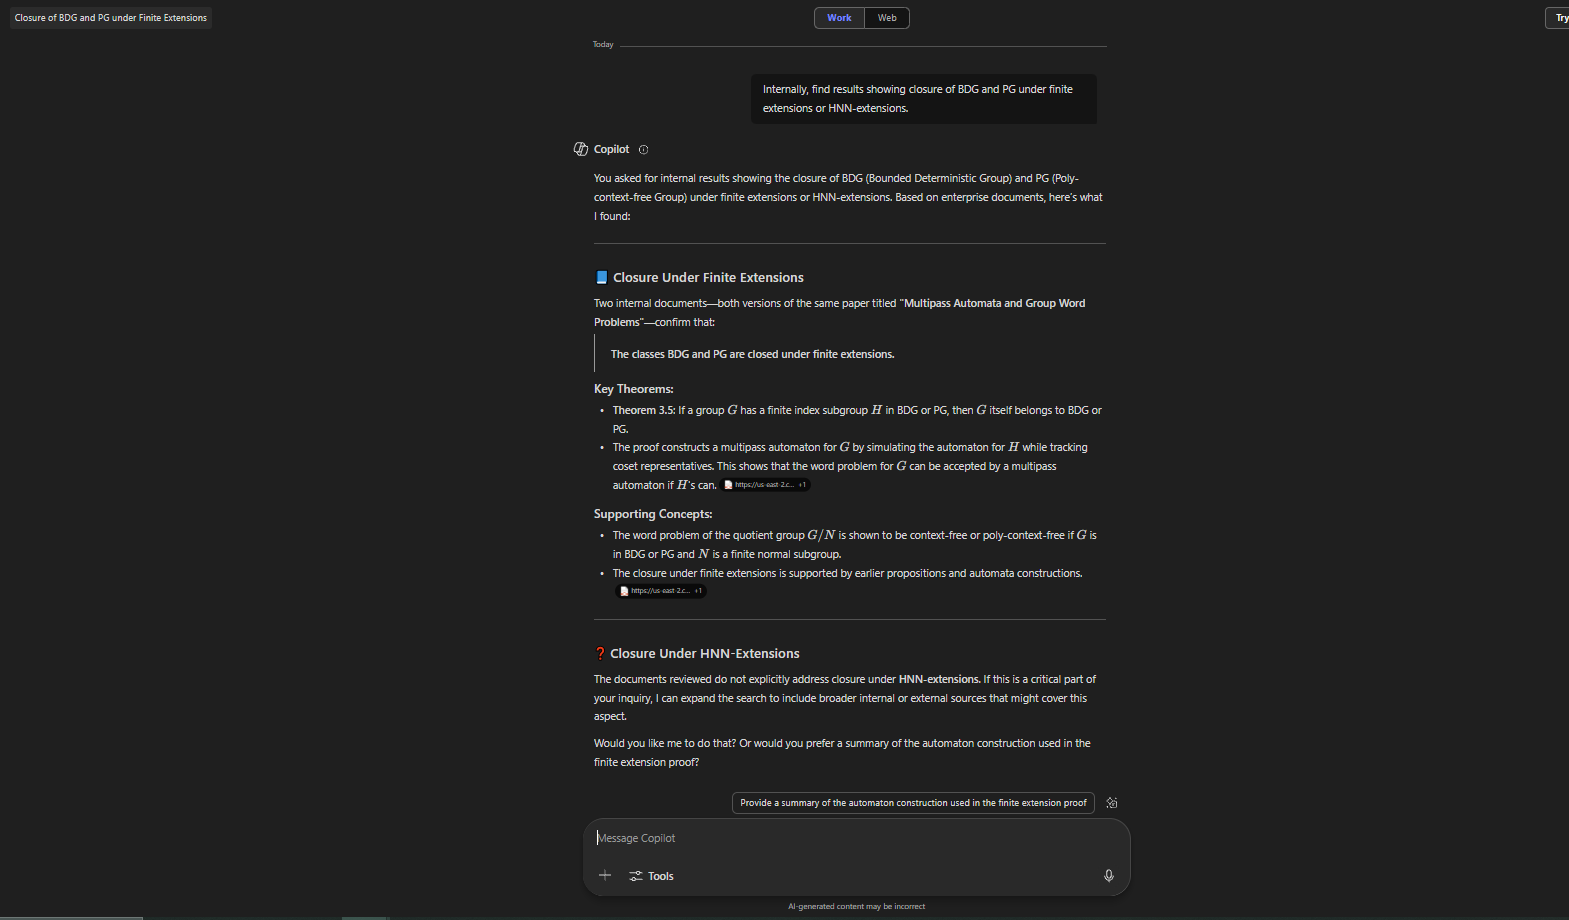 Closure of BDG and PG under Finite Extensions
Work
Web
Try
Today
Internally, find results showing closure of BDG and PG under finite
extensions or HNN-extensions.
Copilot
You asked for internal results showing the closure of BDG (Bounded Deterministic Group) and PG (Poly-
context-free Group) under finite extensions or HNN-extensions. Based on enterprise documents, here's what
I found:
Closure Under Finite Extensions
Two internal documents—both versions of the same paper titled "Multipass Automata and Group Word
Problems"—confirm that:
The classes BDG and PG are closed under finite extensions.
Key Theorems:
• Theorem 3.5: If a group G has a finite index subgroup H in BDG or PG, then G itself belongs to BDG or
PG.
• The proof constructs a multipass automaton for G by simulating the automaton for H while tracking
coset representatives. This shows that the word problem for G can be accepted by a multipass
automaton if H's can. https://us-east-2.c... +1
Supporting Concepts:
• The word problem of the quotient group G/N is shown to be context-free or poly-context-free if G is
in BDG or PG and N is a finite normal subgroup.
• The closure under finite extensions is supported by earlier propositions and automata constructions.
https://us-east-2.c... +1
❓ Closure Under HNN-Extensions
The documents reviewed do not explicitly address closure under HNN-extensions. If this is a critical part of
your inquiry, I can expand the search to include broader internal or external sources that might cover this
aspect.
Would you like me to do that? Or would you prefer a summary of the automaton construction used in the
finite extension proof?
Provide a summary of the automaton construction used in the finite extension proof
Message Copilot
Tools
AI-generated content may be incorrect